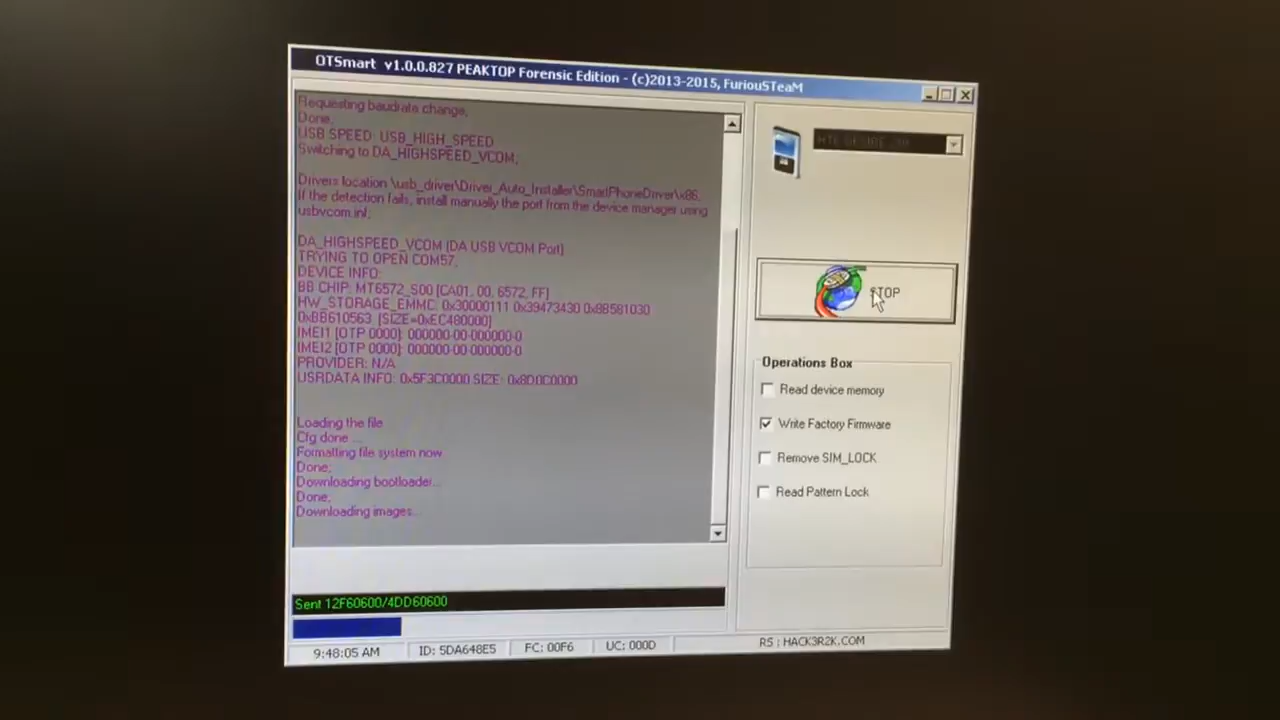 OTSmart v1.0.0.827 PEAKTOP Forensic Edition - (c)2013-2015, FuriouSTeaM
Requesting baudrate change,
Done,
USB SPEED: USB_HIGH_SPEED
Switching to DA_HIGHSPEED_VCOM;
Drivers location \usb_driver\Driver_Auto_Installer\SmartPhoneDriver\x86,
If the detection fails, install manually the port from the device manager using
usbvcom.inf;
DA_HIGHSPEED_VCOM (DA USB VCOM Port)
TRYING TO OPEN COM57,
DEVICE INFO:
BB CHIP: MT6572_S00 [CA01, 00, 6572, FF]
HW_STORAGE_EMMC: 0x30000111 0x39473430 0x8B581030
0xBB610563 [SIZE=0xEC480000]
IMEI1 [OTP 0000]: 000000-00-000000-0
IMEI2 [OTP 0000]: 000000-00-000000-0
PROVIDER: N/A
USRDATA INFO: 0x5F3C0000 SIZE: 0x8D0C0000
Loading the file
Cfg done ...
Formatting file system now
Done;
Downloading bootloader...
Done;
Downloading images...
STOP
Operations Box
Read device memory
Write Factory Firmware
Remove SIM_LOCK
Read Pattern Lock
Sent 12F60600/4DD60600
9:48:05 AM
ID: 5DA648E5
FC: 00F6
UC: 000D
RS : HACK3R2K.COM